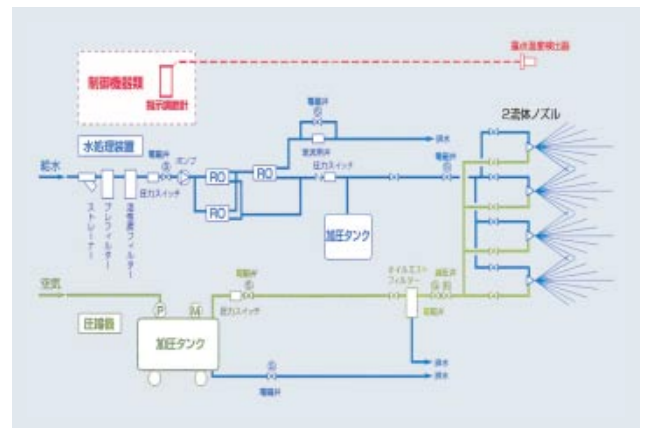 露点温度検出器
制御機器類
指示調節計
2流体ノズル
水処理装置
電磁弁
排水
給水
電磁弁
ポンプ
RO
RO
RO
圧力スイッチ
電磁弁
圧力スイッチ
ストレーナー
プレフィルター
活性炭フィルター
加圧タンク
空気
電磁弁
オイルミスト
フィルター
減圧弁
圧縮機
P
M
圧力スイッチ
電磁弁
加圧タンク
排水
排水
電磁弁